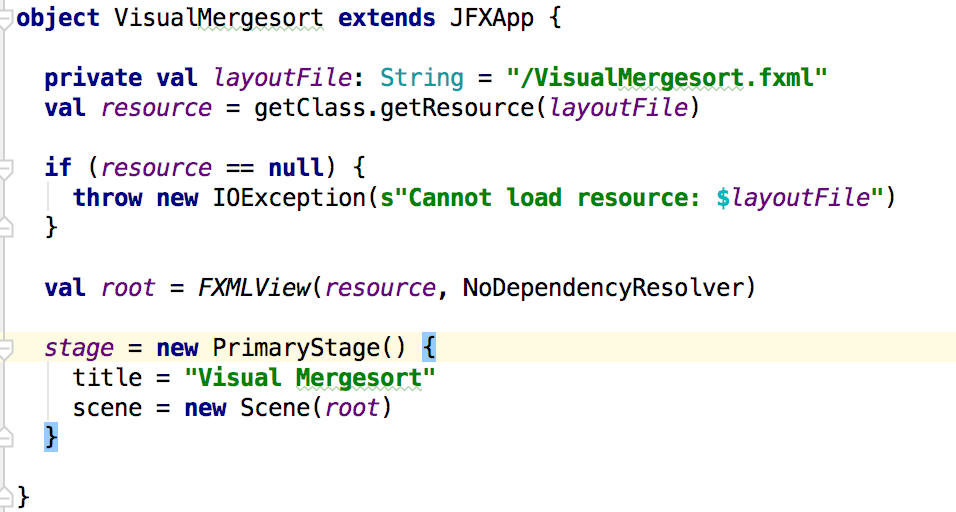 object VisualMergesort extends JFXApp {
private val layoutFile: String = "/VisualMergesort.fxml"
val resource = getClass.getResource(layoutFile)
if (resource == null) {
throw new IOException(s"Cannot load resource: $layoutFile")
}
val root = FXMLView(resource, NoDependencyResolver)
stage = new PrimaryStage() {
title = "Visual Mergesort"
scene = new Scene(root)
}
}